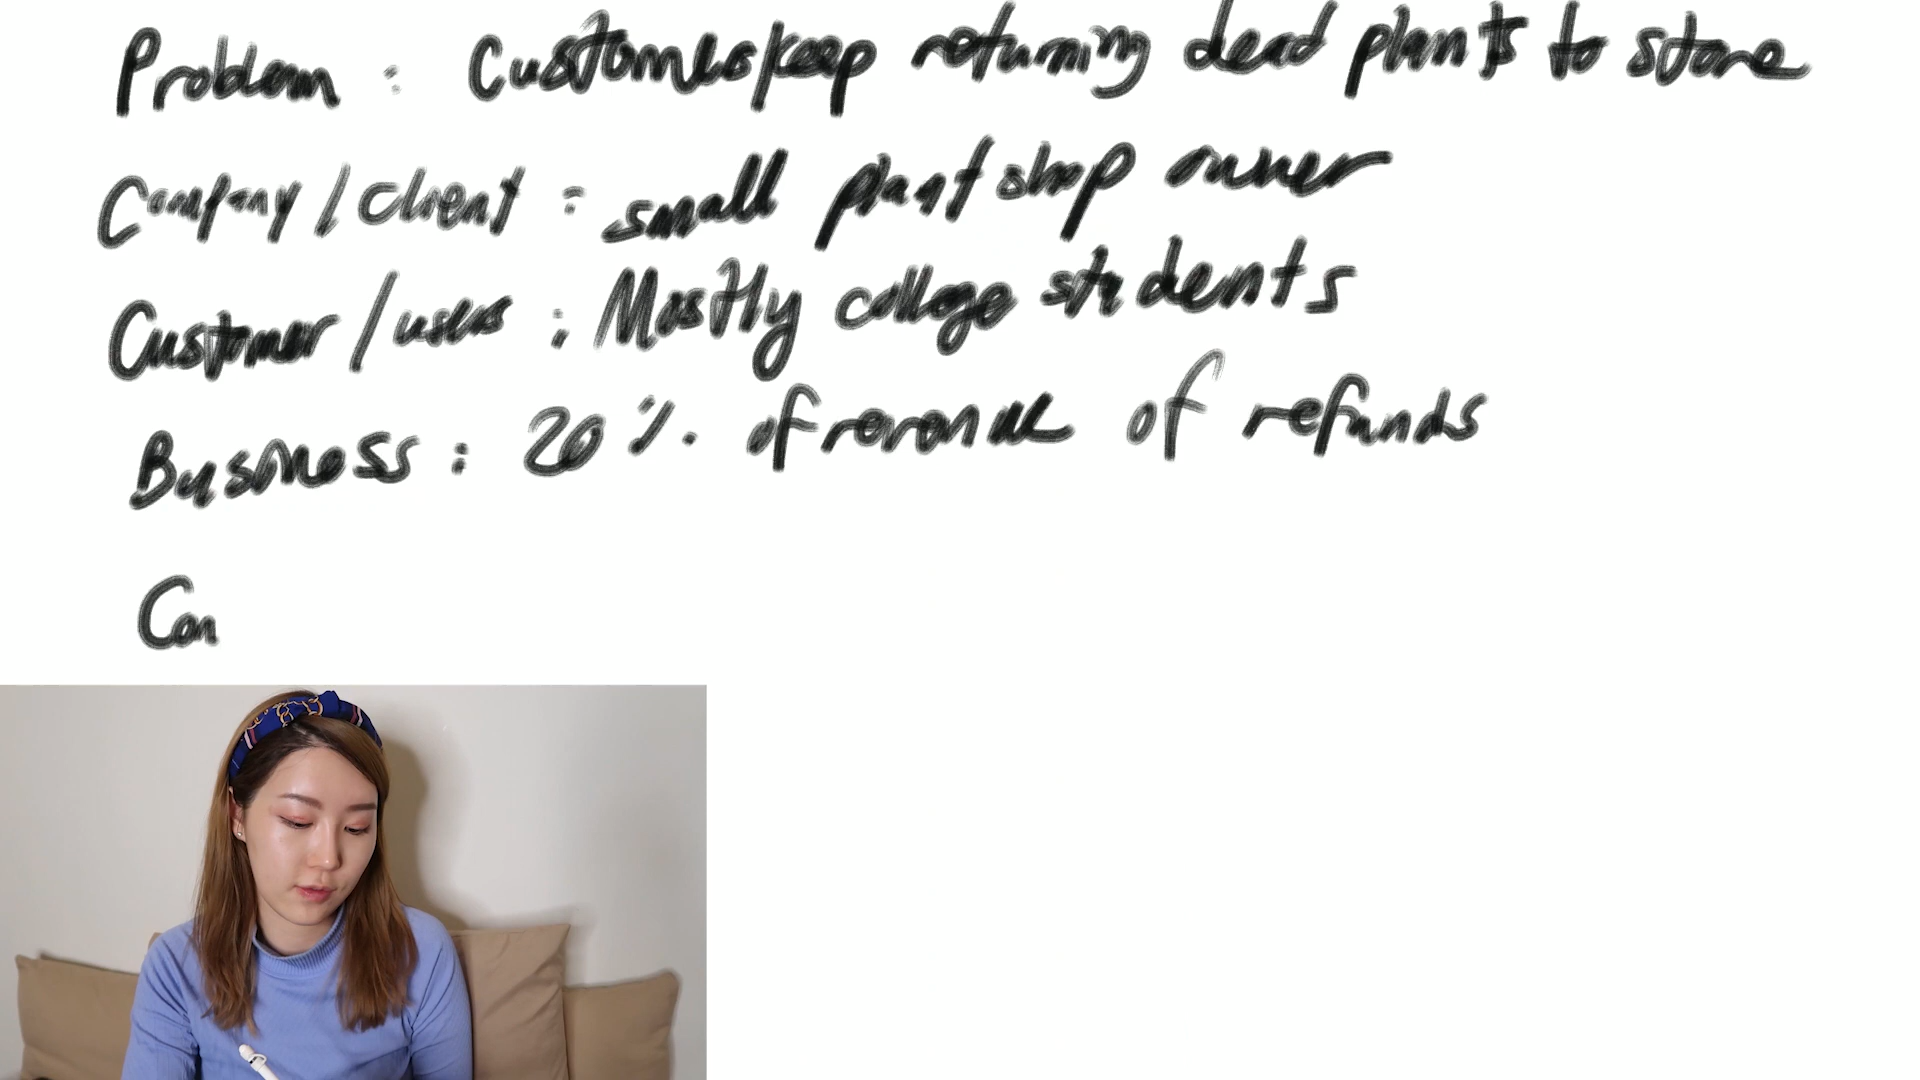 Problem : Customers keep returning dead plants to store
Company / client : small plant shop owner
Customer / users : Mostly college students
Business : 20% of revenue of refunds
Con